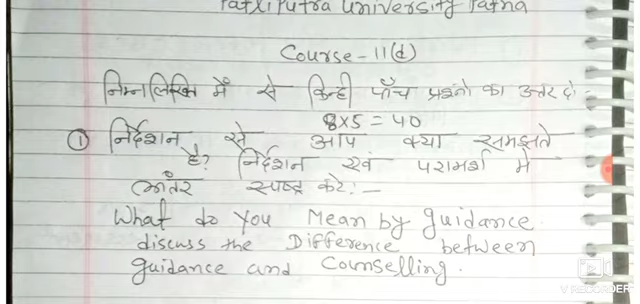 Patliputra University Patna
Course - 11(d)
निम्नलिखित में से किन्ही पाँच प्रश्नो का उत्तर दो -
8x5 = 40
① निर्देशन से आप क्या समझते
है? निर्देशन एवं परामर्श मे
अंतर स्पष्ट करे:-
What do you Mean by guidance.
discuss the Difference between
guidance and Counselling.